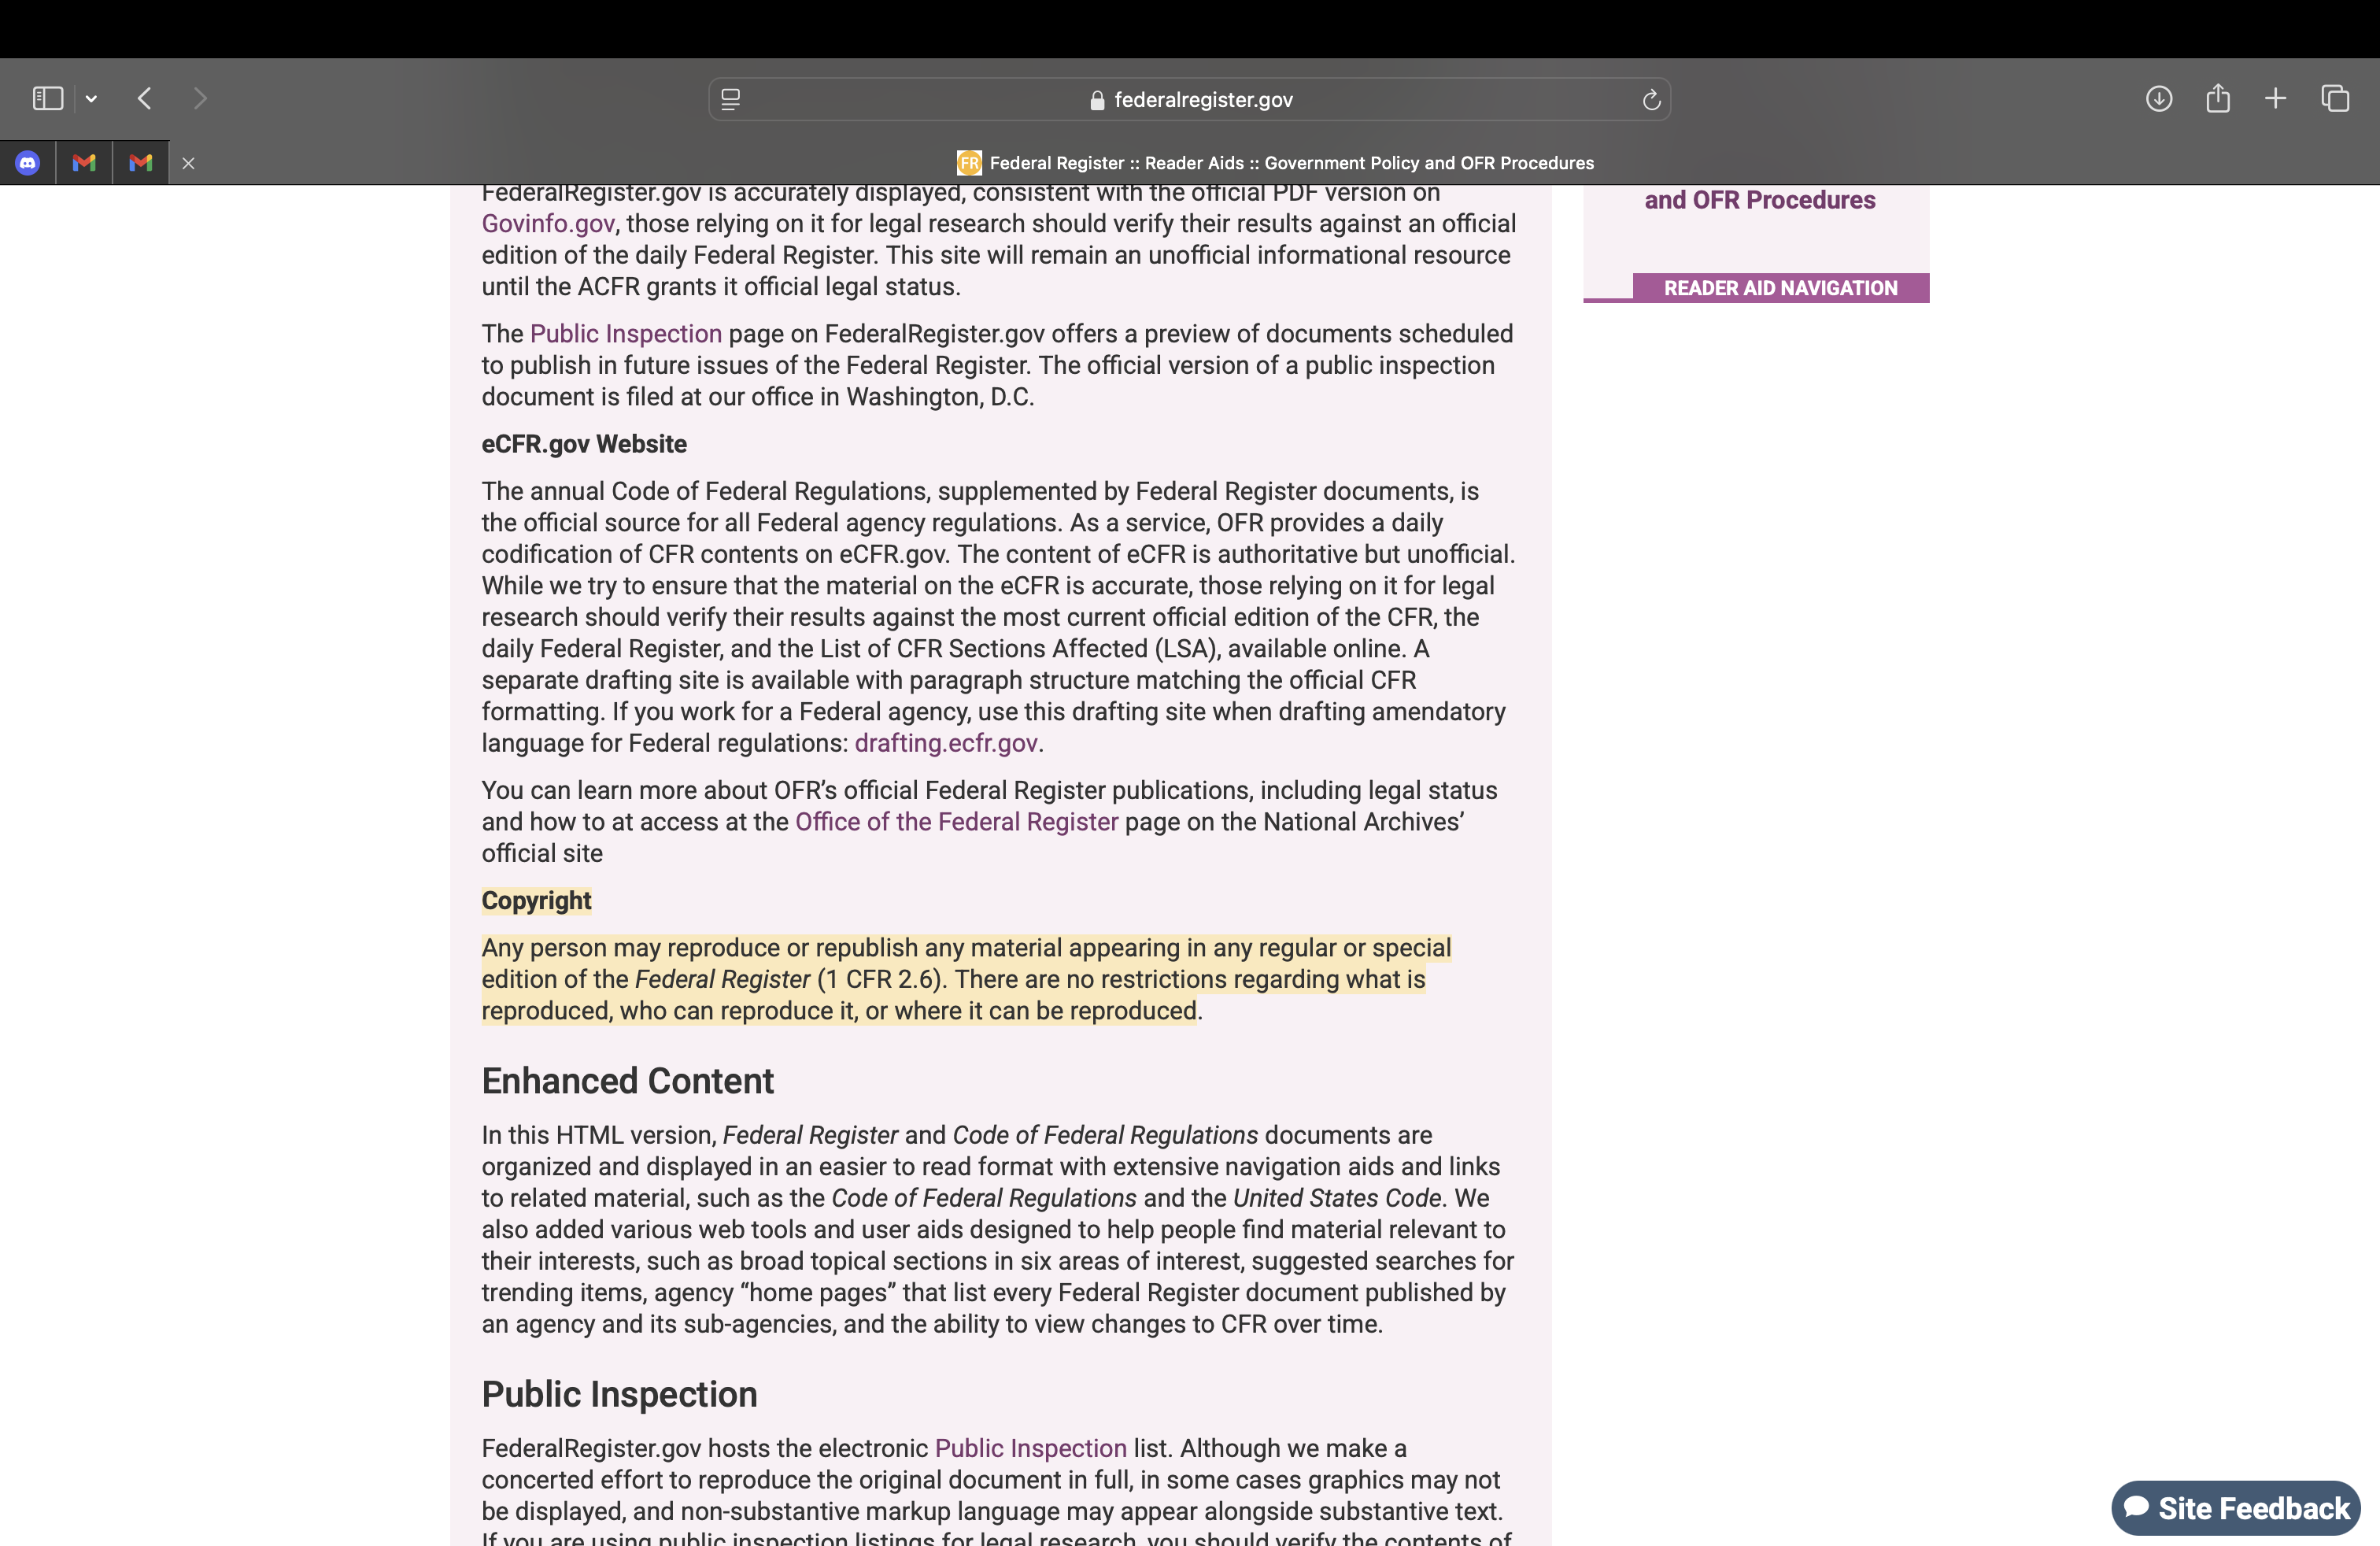 federalregister.gov
FR Federal Register :: Reader Aids :: Government Policy and OFR Procedures
FederalRegister.gov is accurately displayed, consistent with the official PDF version on
Govinfo.gov, those relying on it for legal research should verify their results against an official
edition of the daily Federal Register. This site will remain an unofficial informational resource
until the ACFR grants it official legal status.
The Public Inspection page on FederalRegister.gov offers a preview of documents scheduled
to publish in future issues of the Federal Register. The official version of a public inspection
document is filed at our office in Washington, D.C.
eCFR.gov Website
The annual Code of Federal Regulations, supplemented by Federal Register documents, is
the official source for all Federal agency regulations. As a service, OFR provides a daily
codification of CFR contents on eCFR.gov. The content of eCFR is authoritative but unofficial.
While we try to ensure that the material on the eCFR is accurate, those relying on it for legal
research should verify their results against the most current official edition of the CFR, the
daily Federal Register, and the List of CFR Sections Affected (LSA), available online. A
separate drafting site is available with paragraph structure matching the official CFR
formatting. If you work for a Federal agency, use this drafting site when drafting amendatory
language for Federal regulations: drafting.ecfr.gov.
You can learn more about OFR’s official Federal Register publications, including legal status
and how to at access at the Office of the Federal Register page on the National Archives’
official site
Copyright
Any person may reproduce or republish any material appearing in any regular or special
edition of the Federal Register (1 CFR 2.6). There are no restrictions regarding what is
reproduced, who can reproduce it, or where it can be reproduced.
Enhanced Content
In this HTML version, Federal Register and Code of Federal Regulations documents are
organized and displayed in an easier to read format with extensive navigation aids and links
to related material, such as the Code of Federal Regulations and the United States Code. We
also added various web tools and user aids designed to help people find material relevant to
their interests, such as broad topical sections in six areas of interest, suggested searches for
trending items, agency “home pages” that list every Federal Register document published by
an agency and its sub-agencies, and the ability to view changes to CFR over time.
Public Inspection
FederalRegister.gov hosts the electronic Public Inspection list. Although we make a
concerted effort to reproduce the original document in full, in some cases graphics may not
be displayed, and non-substantive markup language may appear alongside substantive text.
If you are using public inspection listings for legal research, you should verify the contents of
and OFR Procedures
READER AID NAVIGATION
Site Feedback